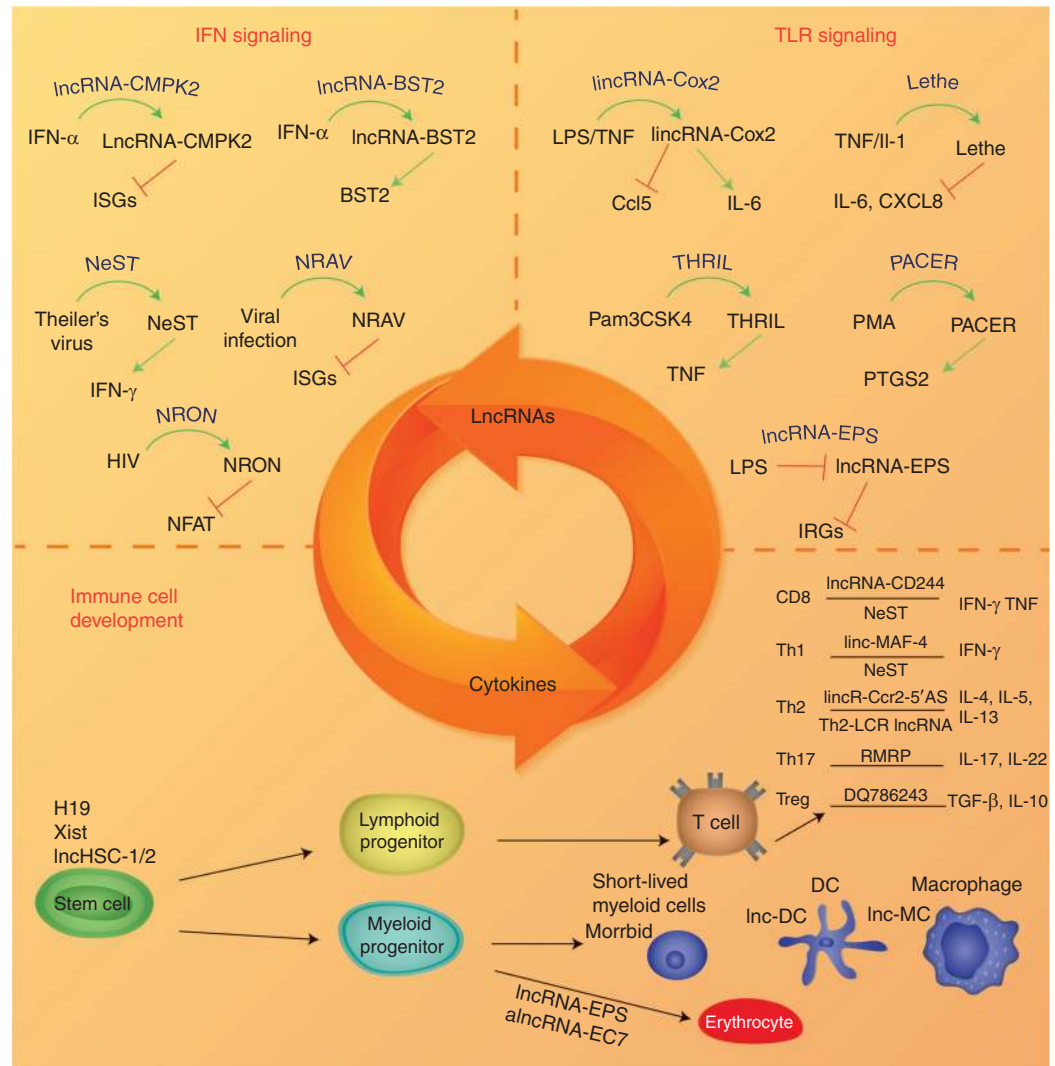 IFN signaling
lncRNA-CMPK2
IFN-α
LncRNA-CMPK2
ISGs
lncRNA-BST2
IFN-α
lncRNA-BST2
BST2
NeST
Theiler's
virus
NeST
IFN-γ
NRAV
Viral
infection
NRAV
ISGs
NRON
HIV
NRON
NFAT
TLR signaling
lincRNA-Cox2
LPS/TNF
lincRNA-Cox2
Ccl5
IL-6
Lethe
TNF/Il-1
Lethe
IL-6, CXCL8
THRIL
Pam3CSK4
THRIL
TNF
PACER
PMA
PACER
PTGS2
lncRNA-EPS
LPS
lncRNA-EPS
IRGs
LncRNAs
Cytokines
Immune cell
development
CD8
lncRNA-CD244
NeST
IFN-γ TNF
Th1
linc-MAF-4
NeST
IFN-γ
Th2
lincR-Ccr2-5′AS
Th2-LCR lncRNA
IL-4, IL-5,
IL-13
Th17
RMRP
IL-17, IL-22
Treg
DQ786243
TGF-β, IL-10
H19
Xist
lncHSC-1/2
Stem cell
Lymphoid
progenitor
T cell
Myeloid
progenitor
Short-lived
myeloid cells
Morrbid
DC
lnc-DC
Macrophage
lnc-MC
lncRNA-EPS
alncRNA-EC7
Erythrocyte